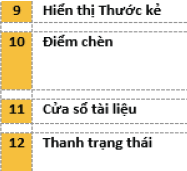 9 Hiển thị Thước kẻ
10 Điểm chèn
11 Cửa sổ tài liệu
12 Thanh trạng thái